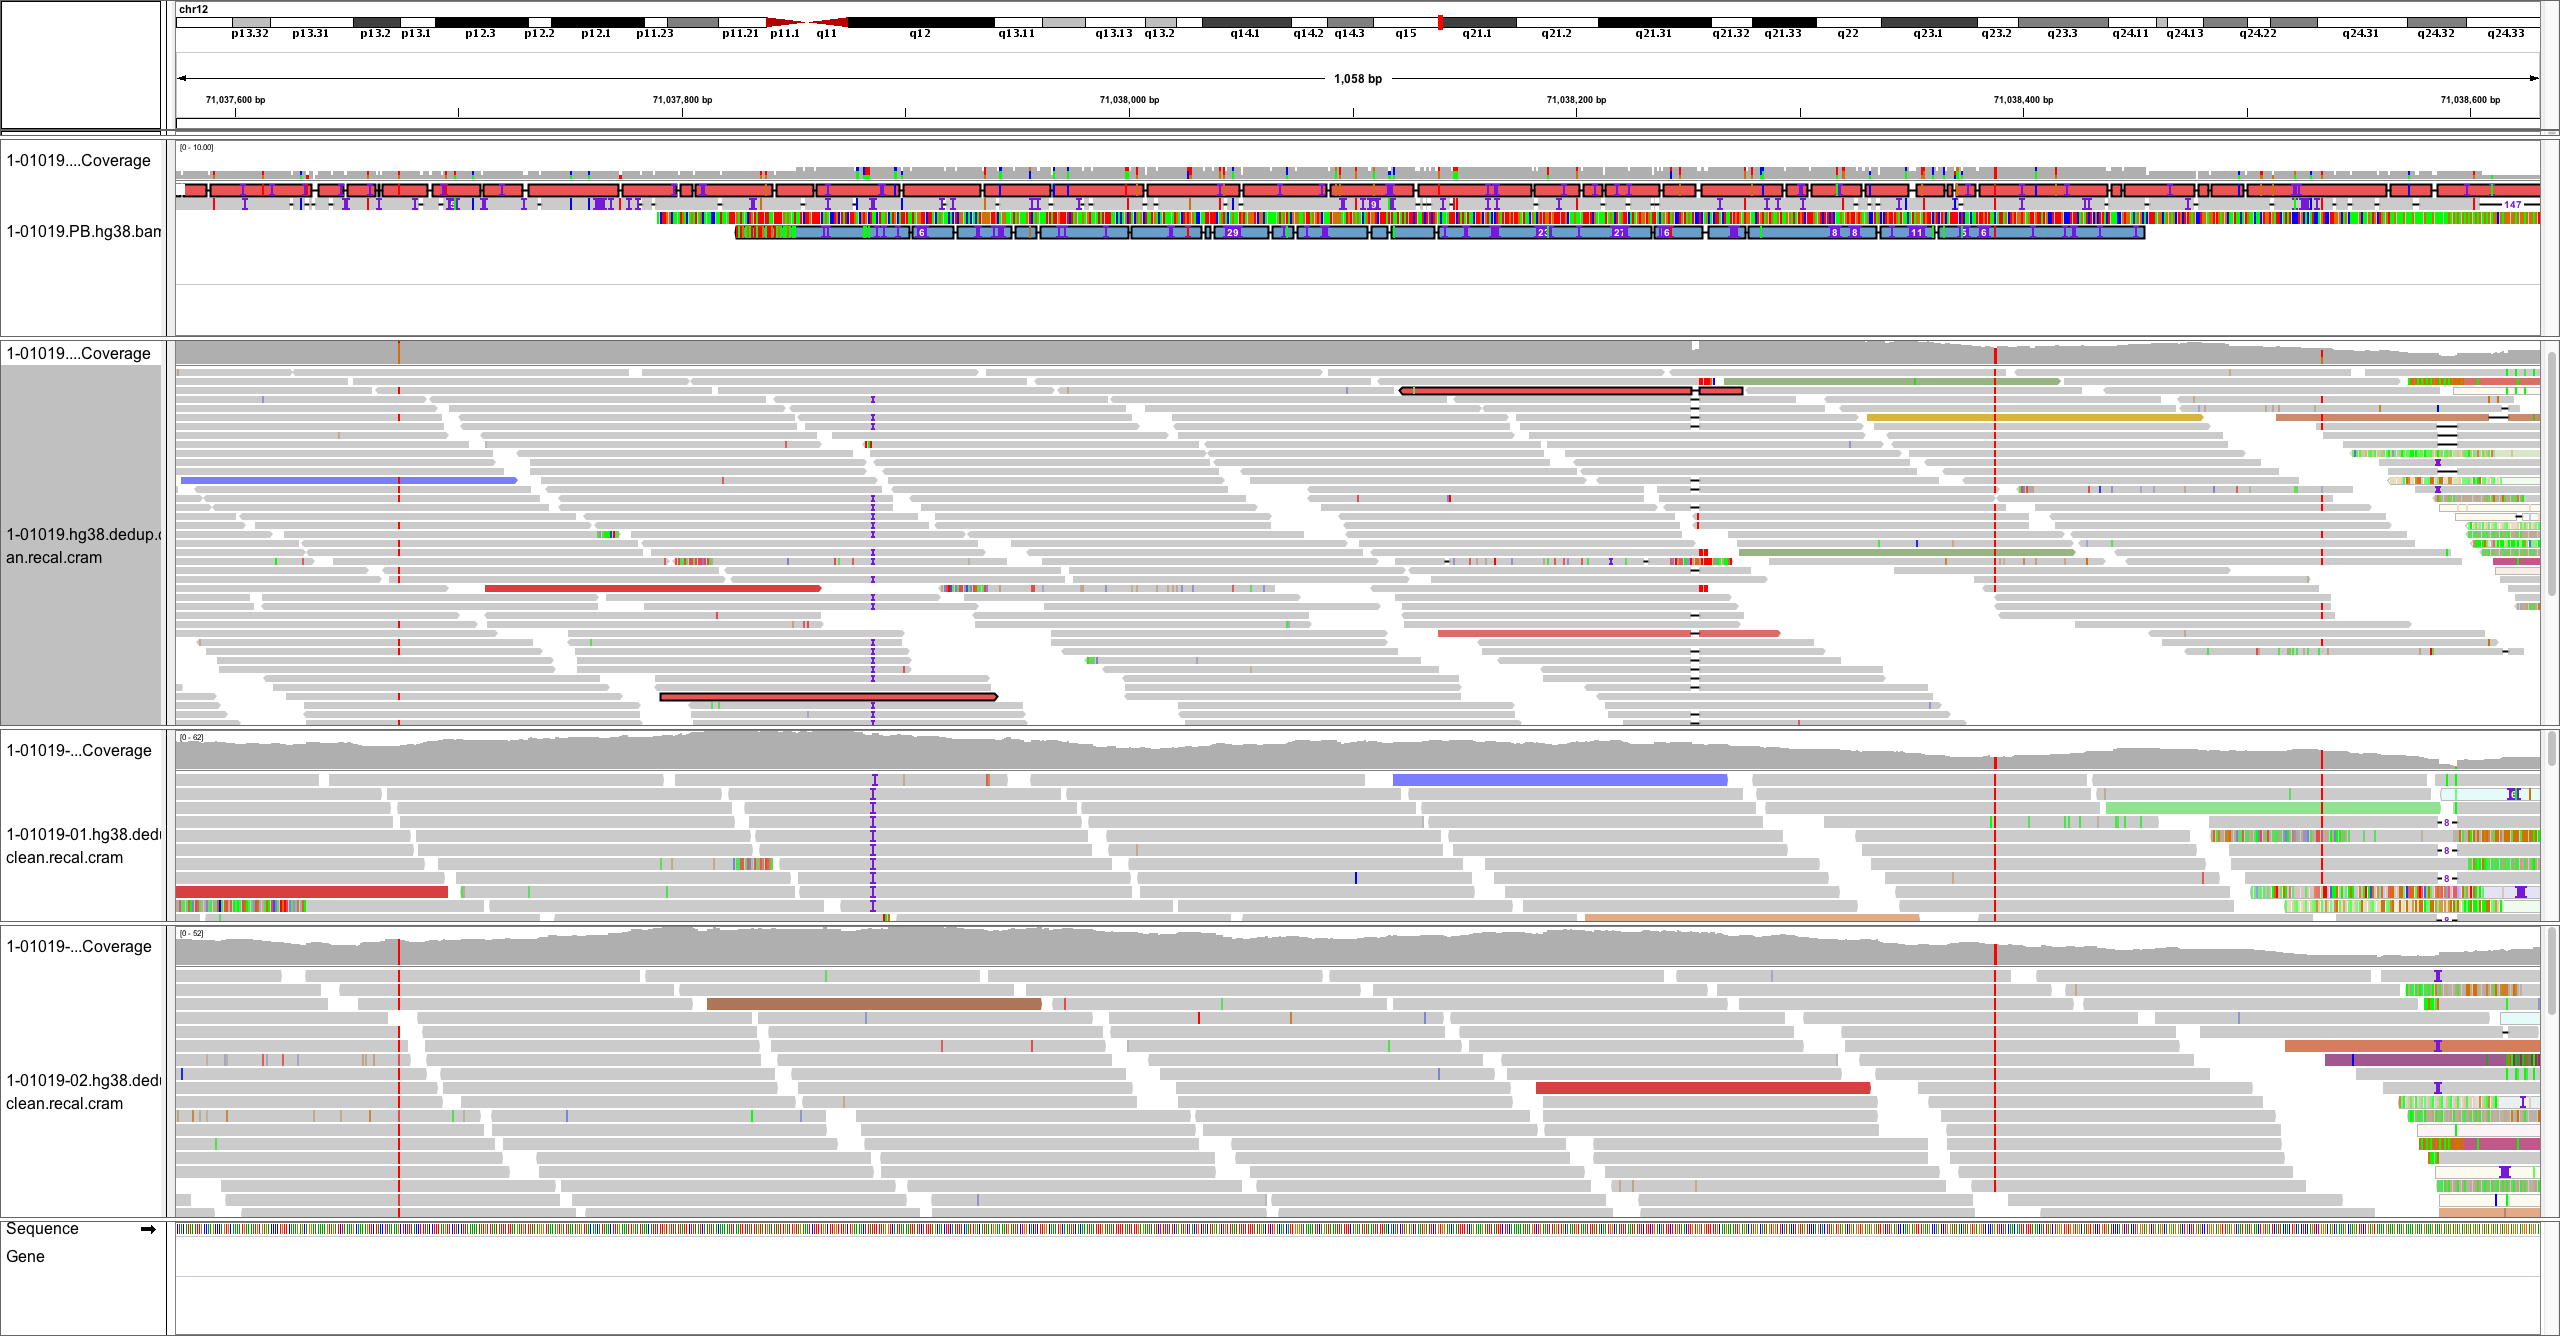 chr12
p13.32 p13.31 p13.2 p13.1 p12.3 p12.2 p12.1 p11.23 p11.21 p11.1 q11 q12 q13.11 q13.13 q13.2 q14.1 q14.2 q14.3 q15 q21.1 q21.2 q21.31 q21.32 q21.33 q22 q23.1 q23.2 q23.3 q24.11 q24.13 q24.22 q24.31 q24.32 q24.33
1,058 bp
71,037,600 bp 71,037,800 bp 71,038,000 bp 71,038,200 bp 71,038,400 bp 71,038,600 bp
[0 - 10.00]
1-01019....Coverage
147
1-01019.PB.hg38.bam
6 29 23 27 6 8 8 11 6
1-01019....Coverage
1-01019.hg38.dedup.c
an.recal.cram
[0 - 62]
1-01019-...Coverage
8
1-01019-01.hg38.dedu
8
clean.recal.cram
8
8
[0 - 52]
1-01019-...Coverage
1-01019-02.hg38.dedu
clean.recal.cram
Sequence
Gene